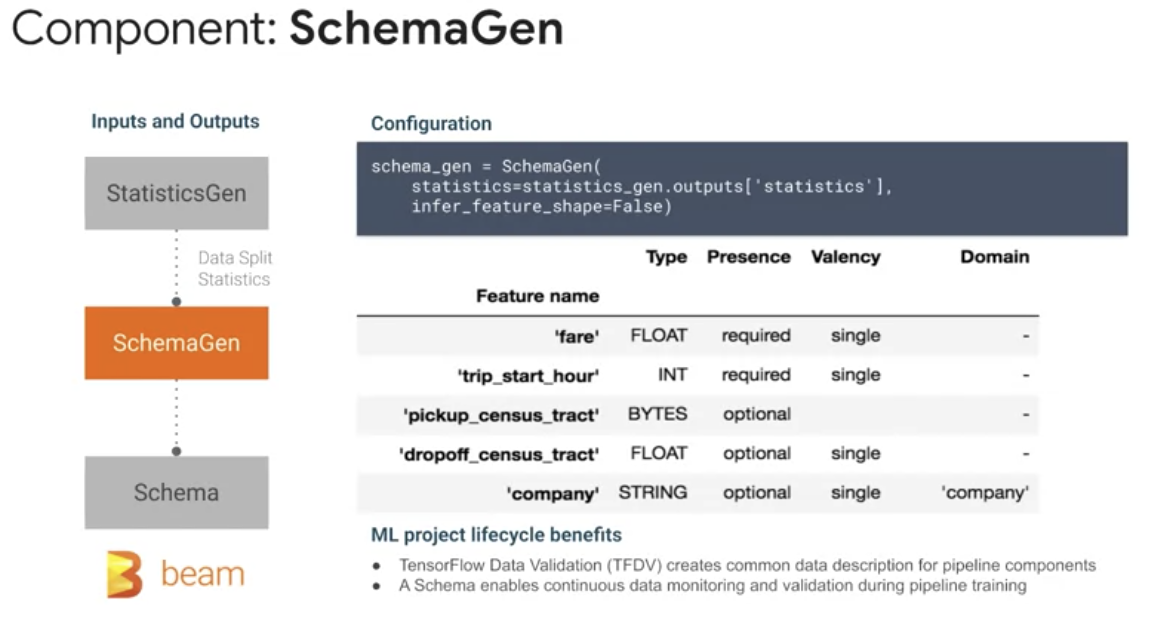 Component: SchemaGen
Inputs and Outputs
StatisticsGen
Data Split
Statistics
SchemaGen
Schema
beam
Configuration
schema_gen = SchemaGen(
    statistics=statistics_gen.outputs['statistics'],
    infer_feature_shape=False)
Type Presence Valency Domain
Feature name
'fare' FLOAT required single -
'trip_start_hour' INT required single -
'pickup_census_tract' BYTES optional -
'dropoff_census_tract' FLOAT optional single -
'company' STRING optional single 'company'
ML project lifecycle benefits
● TensorFlow Data Validation (TFDV) creates common data description for pipeline components
● A Schema enables continuous data monitoring and validation during pipeline training